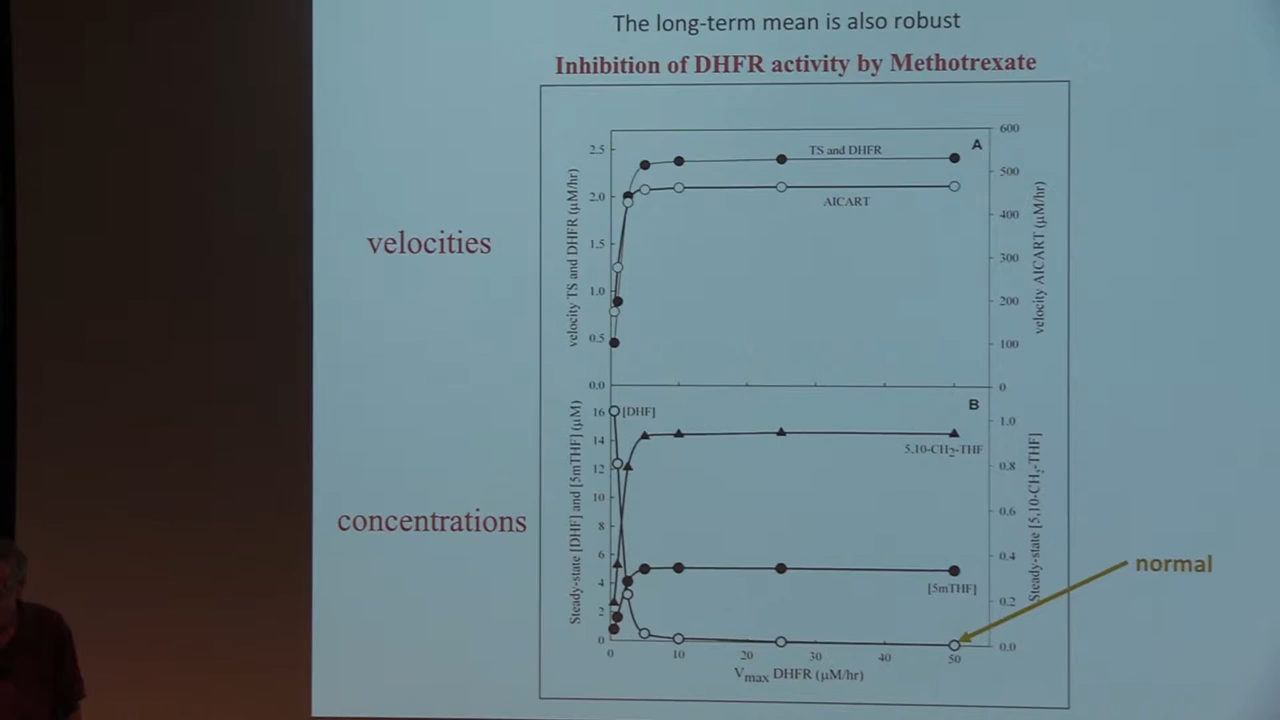 The long-term mean is also robust
Inhibition of DHFR activity by Methotrexate
velocities
velocity TS and DHFR (µM/hr)
2.5
2.0
1.5
1.0
0.5
0.0
TS and DHFR
A
AICART
600
500
400
300
200
100
0
velocity AICART (µM/hr)
concentrations
Steady-state [DHF] and [5mTHF] (µM)
16
14
12
10
8
6
4
2
0
[DHF]
B
5,10-CH2-THF
[5mTHF]
1.0
0.8
0.6
0.4
0.2
0.0
Steady-state [5,10-CH2-THF]
normal
0 10 20 30 40 50
Vmax DHFR (µM/hr)